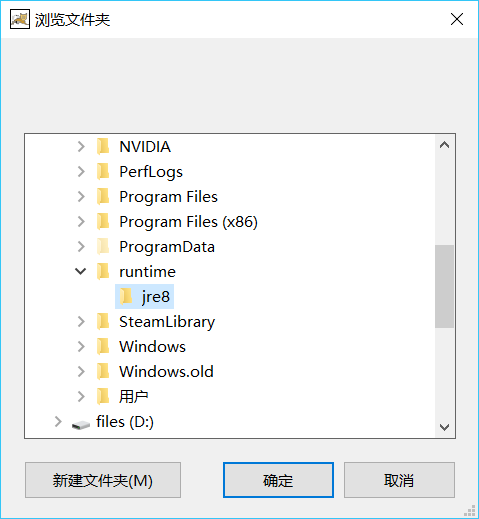 浏览文件夹
NVIDIA
PerfLogs
Program Files
Program Files (x86)
ProgramData
runtime
jre8
SteamLibrary
Windows
Windows.old
用户
files (D:)
新建文件夹(M)
确定
取消